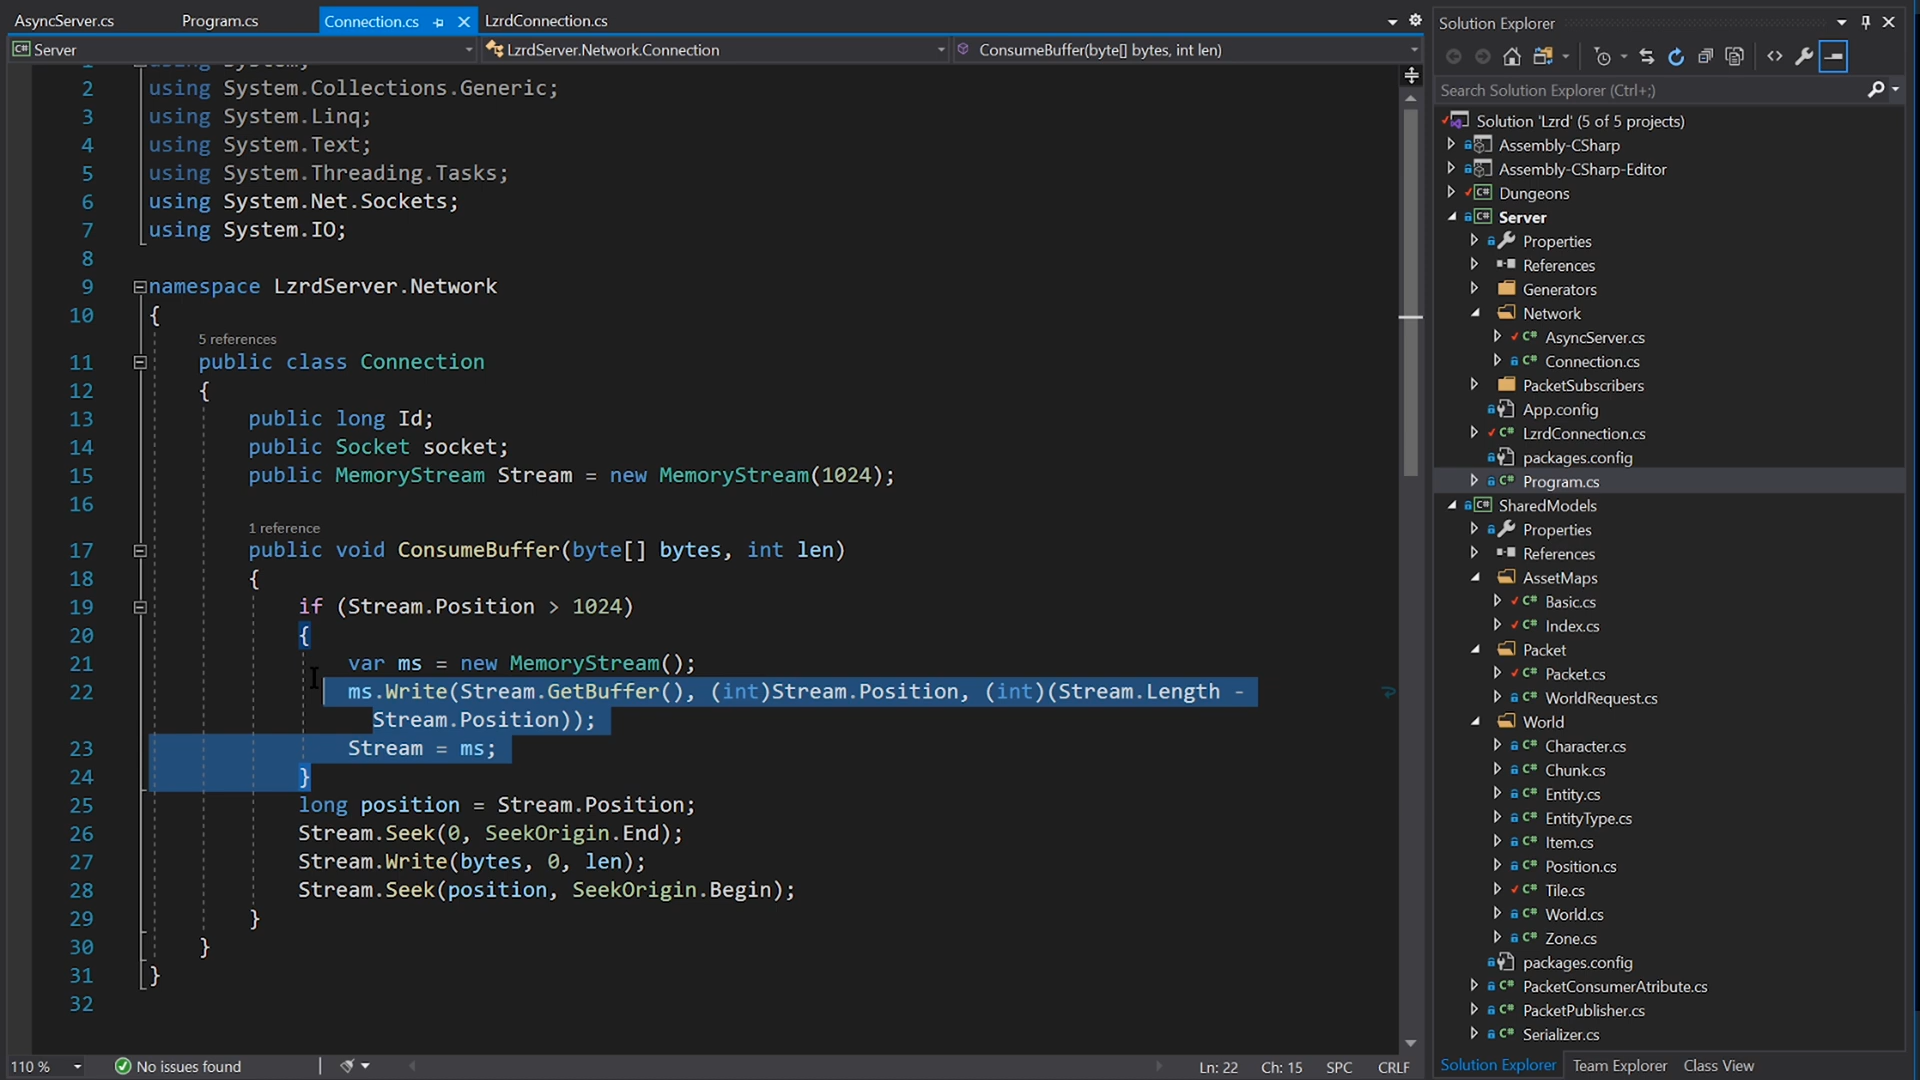 AsyncServer.cs
Program.cs
Connection.cs
LzrdConnection.cs
Server
LzrdServer.Network.Connection
ConsumeBuffer(byte[] bytes, int len)
1 using System;
2 using System.Collections.Generic;
3 using System.Linq;
4 using System.Text;
5 using System.Threading.Tasks;
6 using System.Net.Sockets;
7 using System.IO;
8
9 namespace LzrdServer.Network
10 {
5 references
11 public class Connection
12 {
13 public long Id;
14 public Socket socket;
15 public MemoryStream Stream = new MemoryStream(1024);
16
1 reference
17 public void ConsumeBuffer(byte[] bytes, int len)
18 {
19 if (Stream.Position > 1024)
20 {
21 var ms = new MemoryStream();
22 ms.Write(Stream.GetBuffer(), (int)Stream.Position, (int)(Stream.Length -
Stream.Position));
23 Stream = ms;
24 }
25 long position = Stream.Position;
26 Stream.Seek(0, SeekOrigin.End);
27 Stream.Write(bytes, 0, len);
28 Stream.Seek(position, SeekOrigin.Begin);
29 }
30 }
31 }
32
110 %
No issues found
Ln: 22
Ch: 15
SPC
CRLF
Solution Explorer
Search Solution Explorer (Ctrl+;)
Solution 'Lzrd' (5 of 5 projects)
Assembly-CSharp
Assembly-CSharp-Editor
C# Dungeons
C# Server
Properties
References
Generators
Network
C# AsyncServer.cs
C# Connection.cs
PacketSubscribers
App.config
C# LzrdConnection.cs
packages.config
C# Program.cs
C# SharedModels
Properties
References
AssetMaps
C# Basic.cs
C# Index.cs
Packet
C# Packet.cs
C# WorldRequest.cs
World
C# Character.cs
C# Chunk.cs
C# Entity.cs
C# EntityType.cs
C# Item.cs
C# Position.cs
C# Tile.cs
C# World.cs
C# Zone.cs
packages.config
C# PacketConsumerAtribute.cs
C# PacketPublisher.cs
C# Serializer.cs
Solution Explorer
Team Explorer
Class View